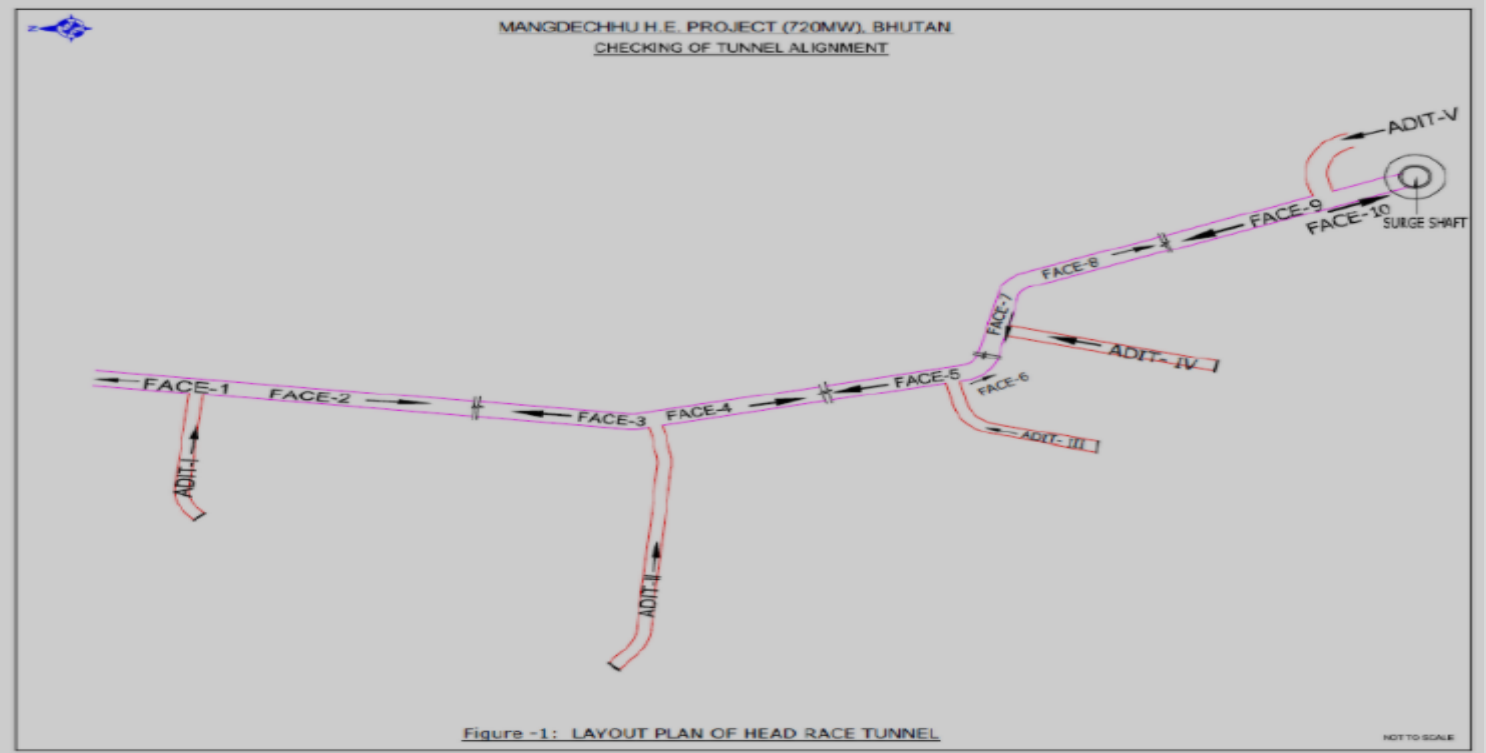 MANGDECHHU H.E. PROJECT (720MW), BHUTAN
CHECKING OF TUNNEL ALIGNMENT
N
ADIT-V
SURGE SHAFT
FACE-10
FACE-9
FACE-8
FACE-7
ADIT- IV
FACE-6
FACE-5
ADIT- III
FACE-4
FACE-3
FACE-2
FACE-1
ADIT-I
ADIT-II
Figure -1: LAYOUT PLAN OF HEAD RACE TUNNEL
NOT TO SCALE